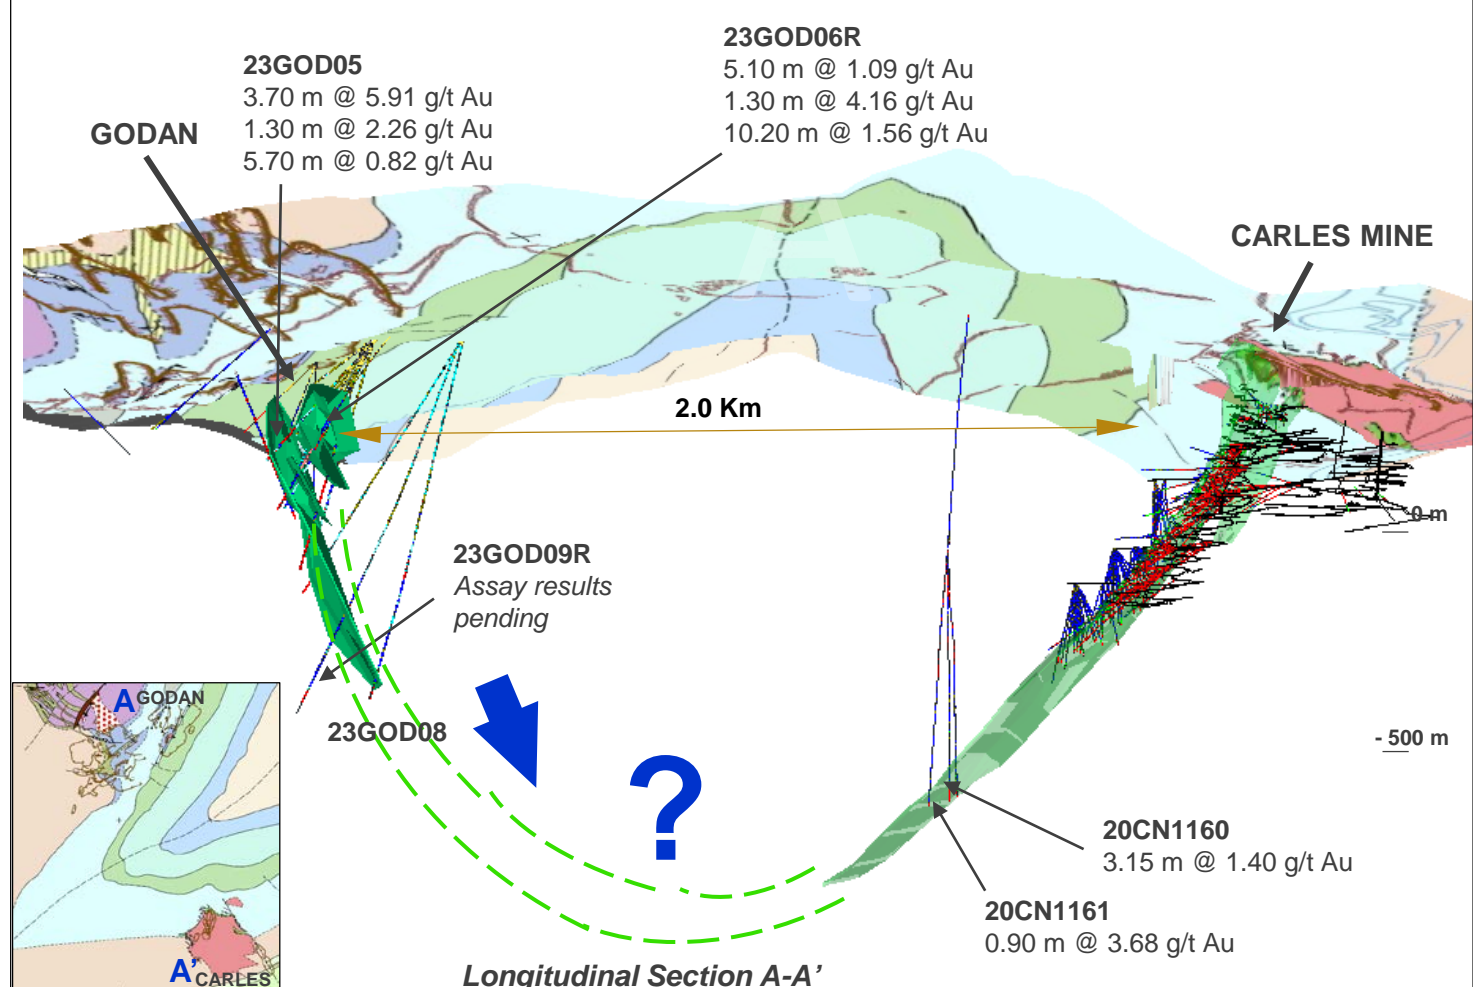 23GOD06R
5.10 m @ 1.09 g/t Au
1.30 m @ 4.16 g/t Au
10.20 m @ 1.56 g/t Au
23GOD05
3.70 m @ 5.91 g/t Au
1.30 m @ 2.26 g/t Au
5.70 m @ 0.82 g/t Au
GODAN
A
CARLES MINE
2.0 Km
0 m
23GOD09R
Assay results
pending
23GOD08
- 500 m
?
20CN1160
3.15 m @ 1.40 g/t Au
20CN1161
0.90 m @ 3.68 g/t Au
A GODAN
A' CARLES
Longitudinal Section A-A'